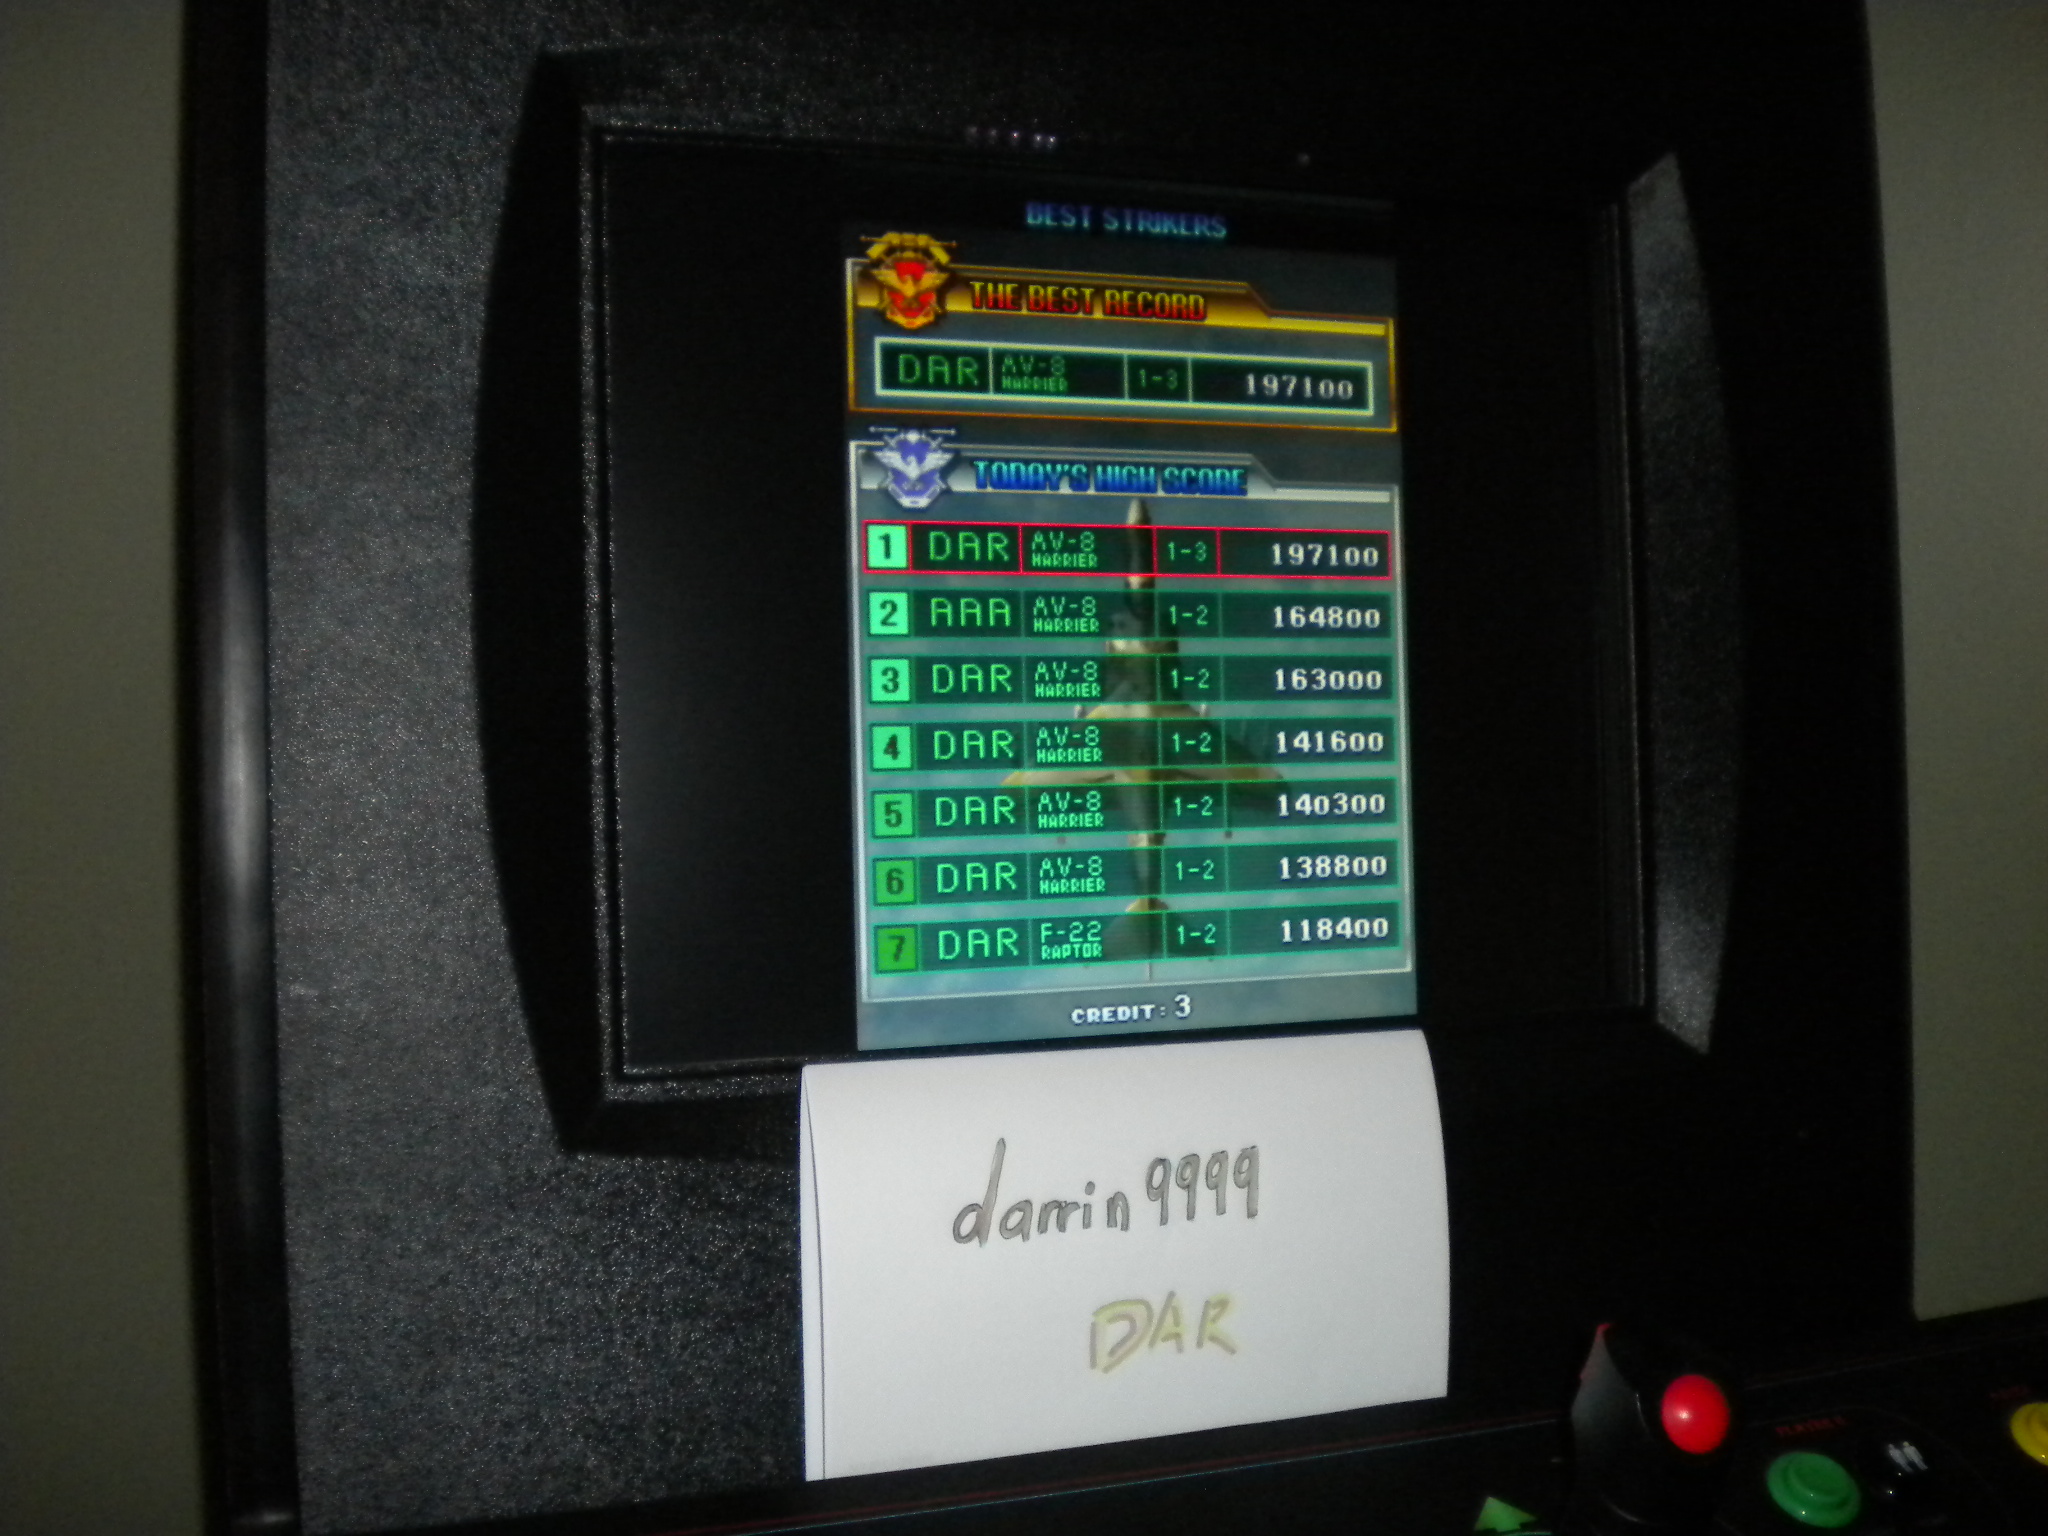 BEST STRIKERS
THE BEST RECORD
DAR AV-8 HARRIER 1-3 197100
TODAY'S HIGH SCORE
1 DAR AV-8 HARRIER 1-3 197100
2 AAA AV-8 HARRIER 1-2 164800
3 DAR AV-8 HARRIER 1-2 163000
4 DAR AV-8 HARRIER 1-2 141600
5 DAR AV-8 HARRIER 1-2 140300
6 DAR AV-8 HARRIER 1-2 138800
7 DAR F-22 RAPTOR 1-2 118400
CREDIT: 3
darrin9999
DAR